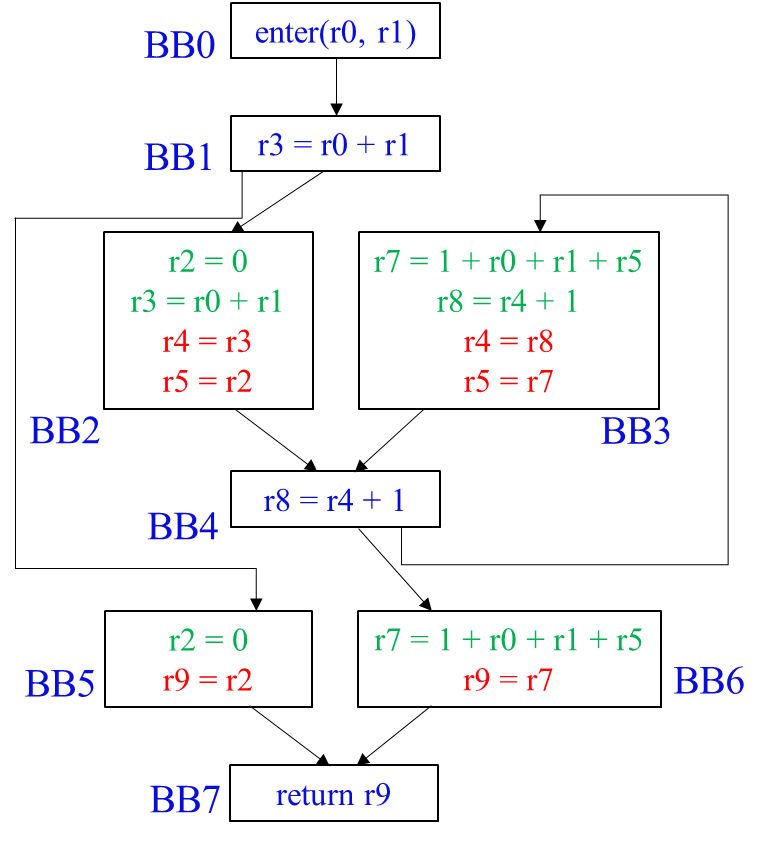 BB0
enter(r0, r1)
BB1
r3 = r0 + r1
r2 = 0
r3 = r0 + r1
r4 = r3
r5 = r2
BB2
r7 = 1 + r0 + r1 + r5
r8 = r4 + 1
r4 = r8
r5 = r7
BB3
BB4
r8 = r4 + 1
BB5
r2 = 0
r9 = r2
r7 = 1 + r0 + r1 + r5
r9 = r7
BB6
BB7
return r9